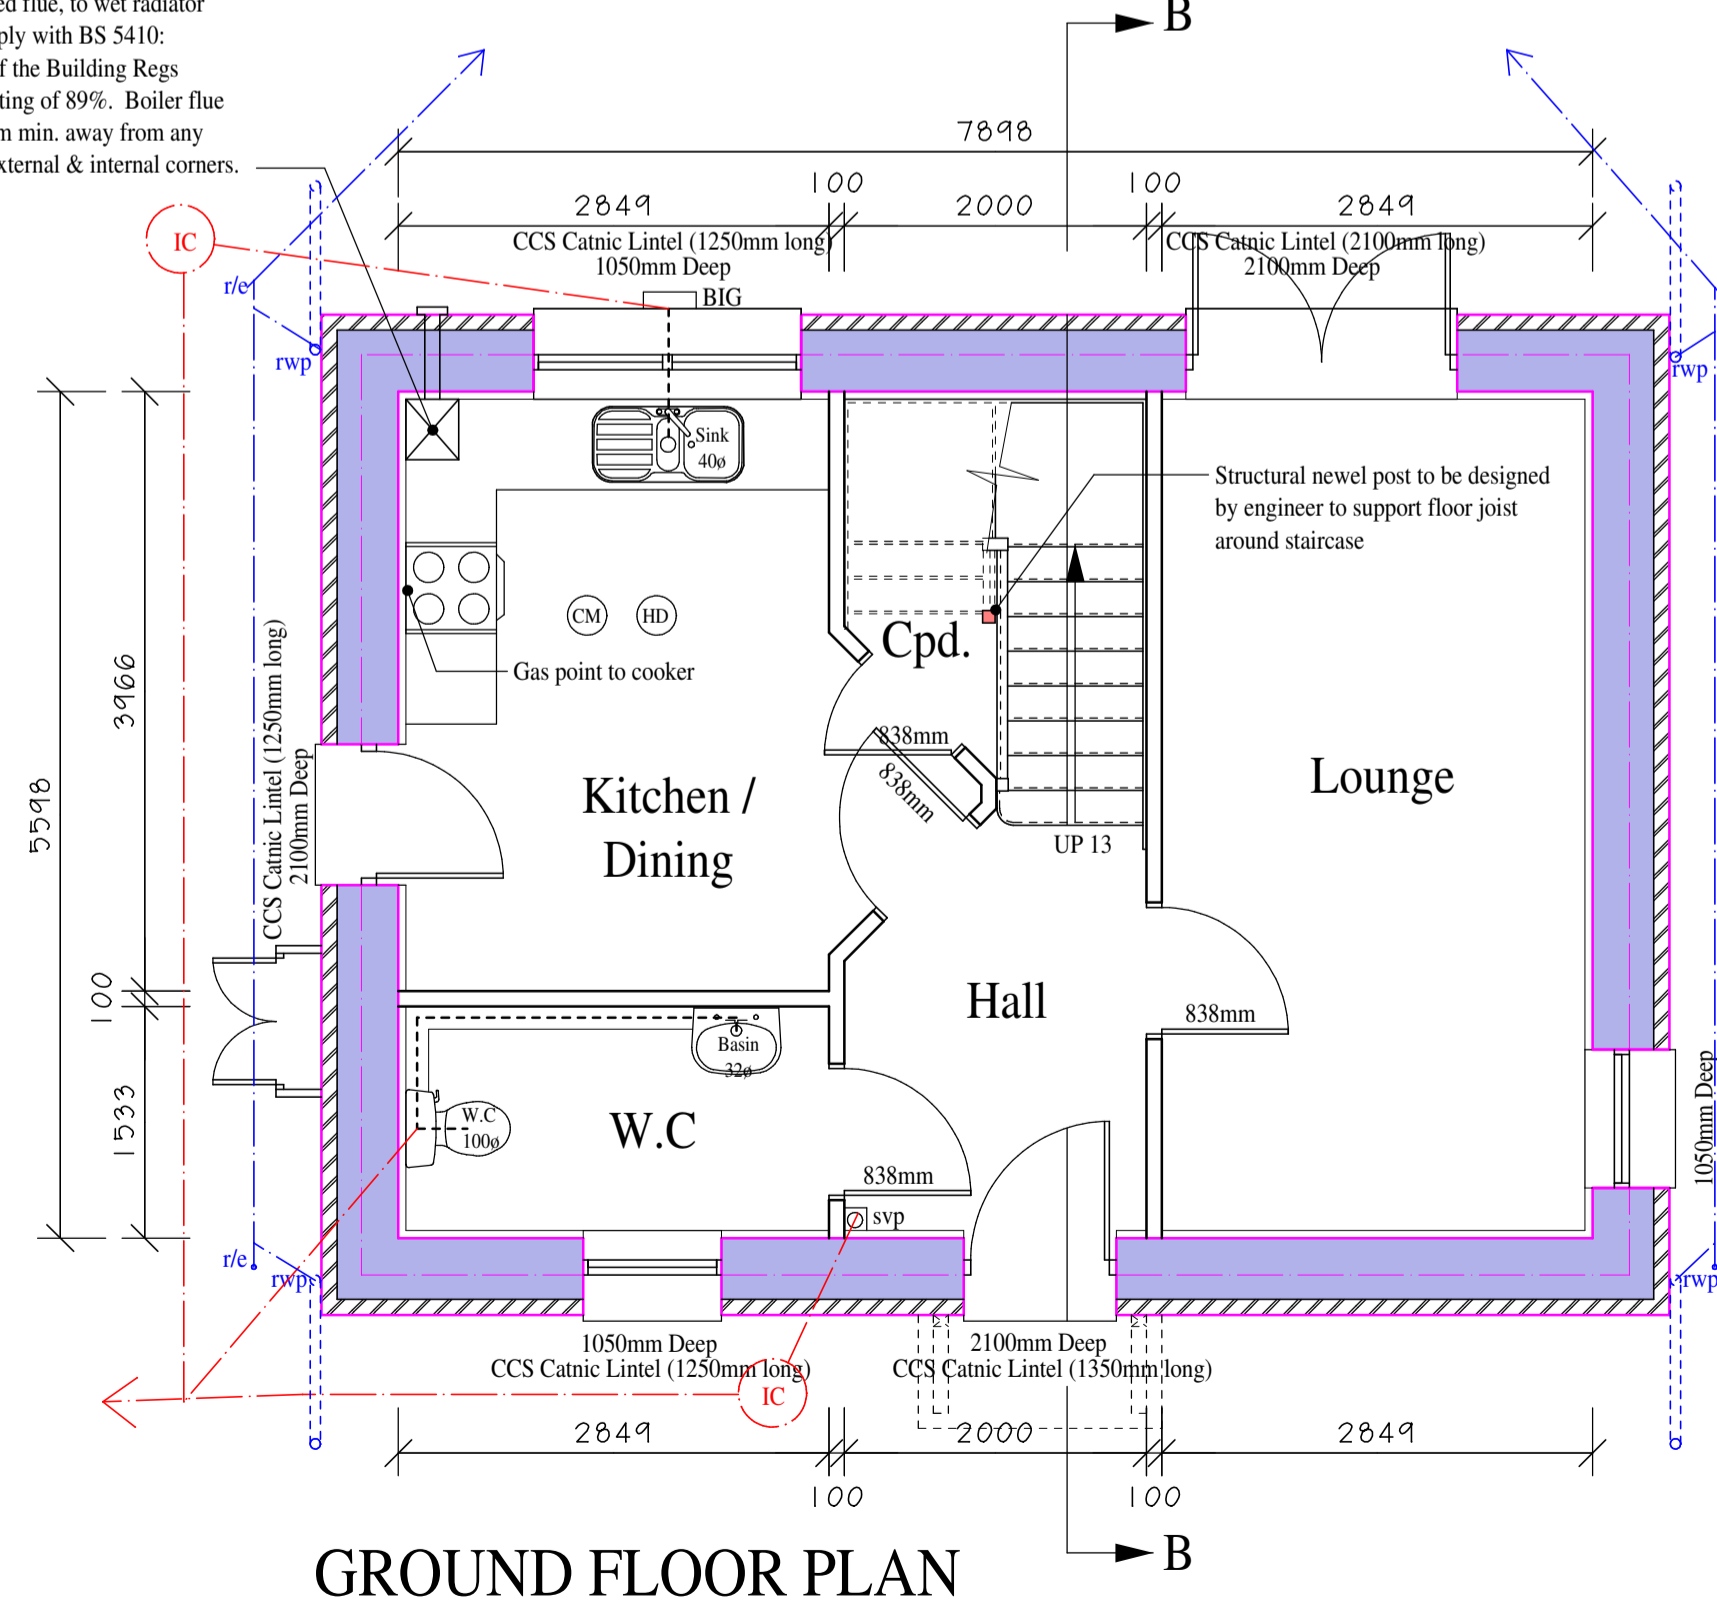 ed flue, to wet radiator
ply with BS 5410:
f the Building Regs
ting of 89%. Boiler flue
m min. away from any
xternal & internal corners.
B
7898
100
100
2849
2000
2849
CCS Catnic Lintel (1250mm long)
1050mm Deep
CCS Catnic Lintel (2100mm long)
2100mm Deep
IC
r/e
BIG
rwp
rwp
Sink
40ø
Structural newel post to be designed
by engineer to support floor joist
around staircase
CM
HD
Cpd.
Gas point to cooker
3966
5598
CCS Catnic Lintel (1250mm long)
2100mm Deep
838mm
838mm
Kitchen /
Dining
Lounge
UP 13
100
Hall
838mm
Basin
32ø
1533
W.C
100ø
W.C
1050mm Deep
838mm
svp
r/e
rwp
rwp
1050mm Deep
CCS Catnic Lintel (1250mm long)
2100mm Deep
CCS Catnic Lintel (1350mm long)
IC
2849
2000
2849
100
100
B
GROUND FLOOR PLAN